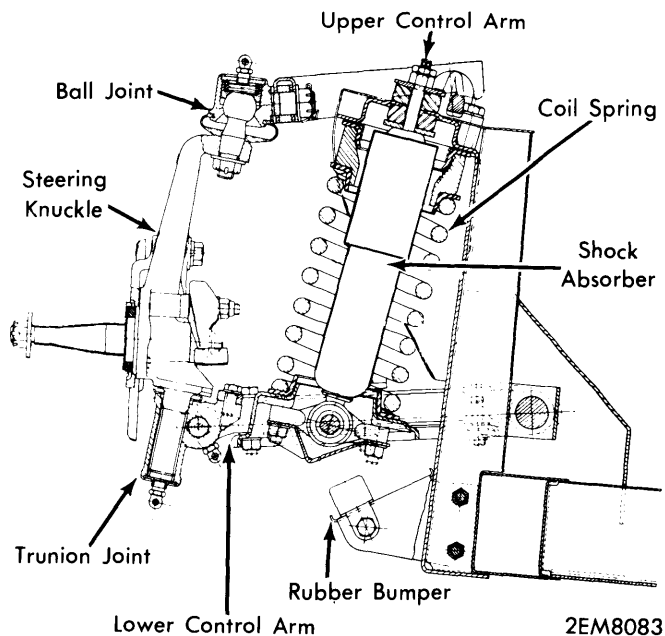 Upper Control Arm
Ball Joint
Coil Spring
Steering
Knuckle
Shock
Absorber
Trunion Joint
Rubber Bumper
Lower Control Arm
2EM8083